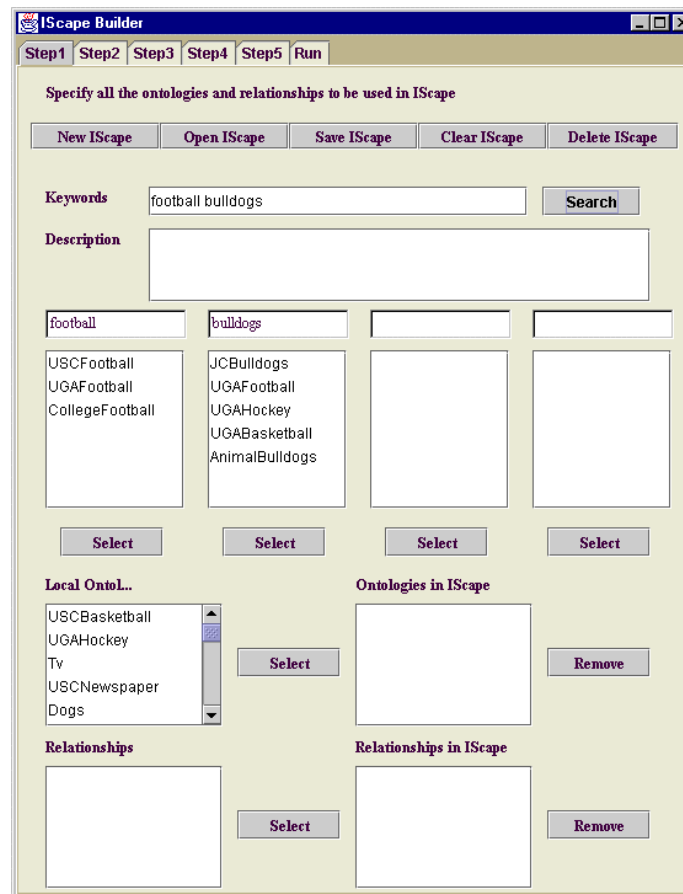 IScape Builder
Step1 Step2 Step3 Step4 Step5 Run
Specify all the ontologies and relationships to be used in IScape
New IScape Open IScape Save IScape Clear IScape Delete IScape
Keywords football bulldogs Search
Description
football bulldogs
USCFootball JCBulldogs
UGAFootball UGAFootball
CollegeFootball UGAHockey
UGABasketball
AnimalBulldogs
Select Select Select Select
Local Ontol... Ontologies in IScape
USCBasketball
UGAHockey
Tv
Select Remove
USCNewspaper
Dogs
Relationships Relationships in IScape
Select Remove